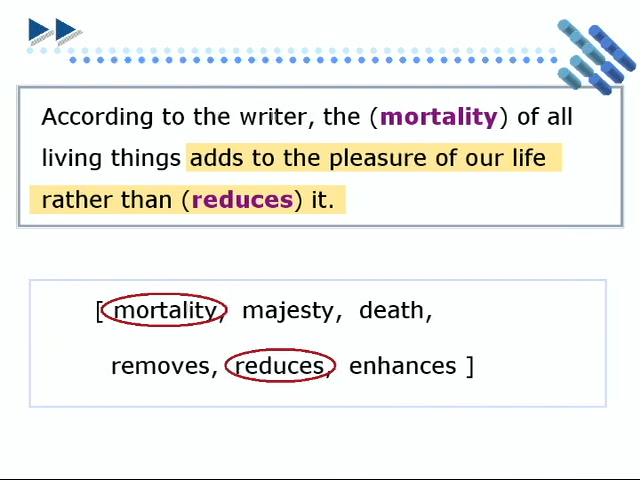 According to the writer, the (mortality) of all
living things adds to the pleasure of our life
rather than (reduces) it.
[ mortality, majesty, death,
removes, reduces, enhances ]